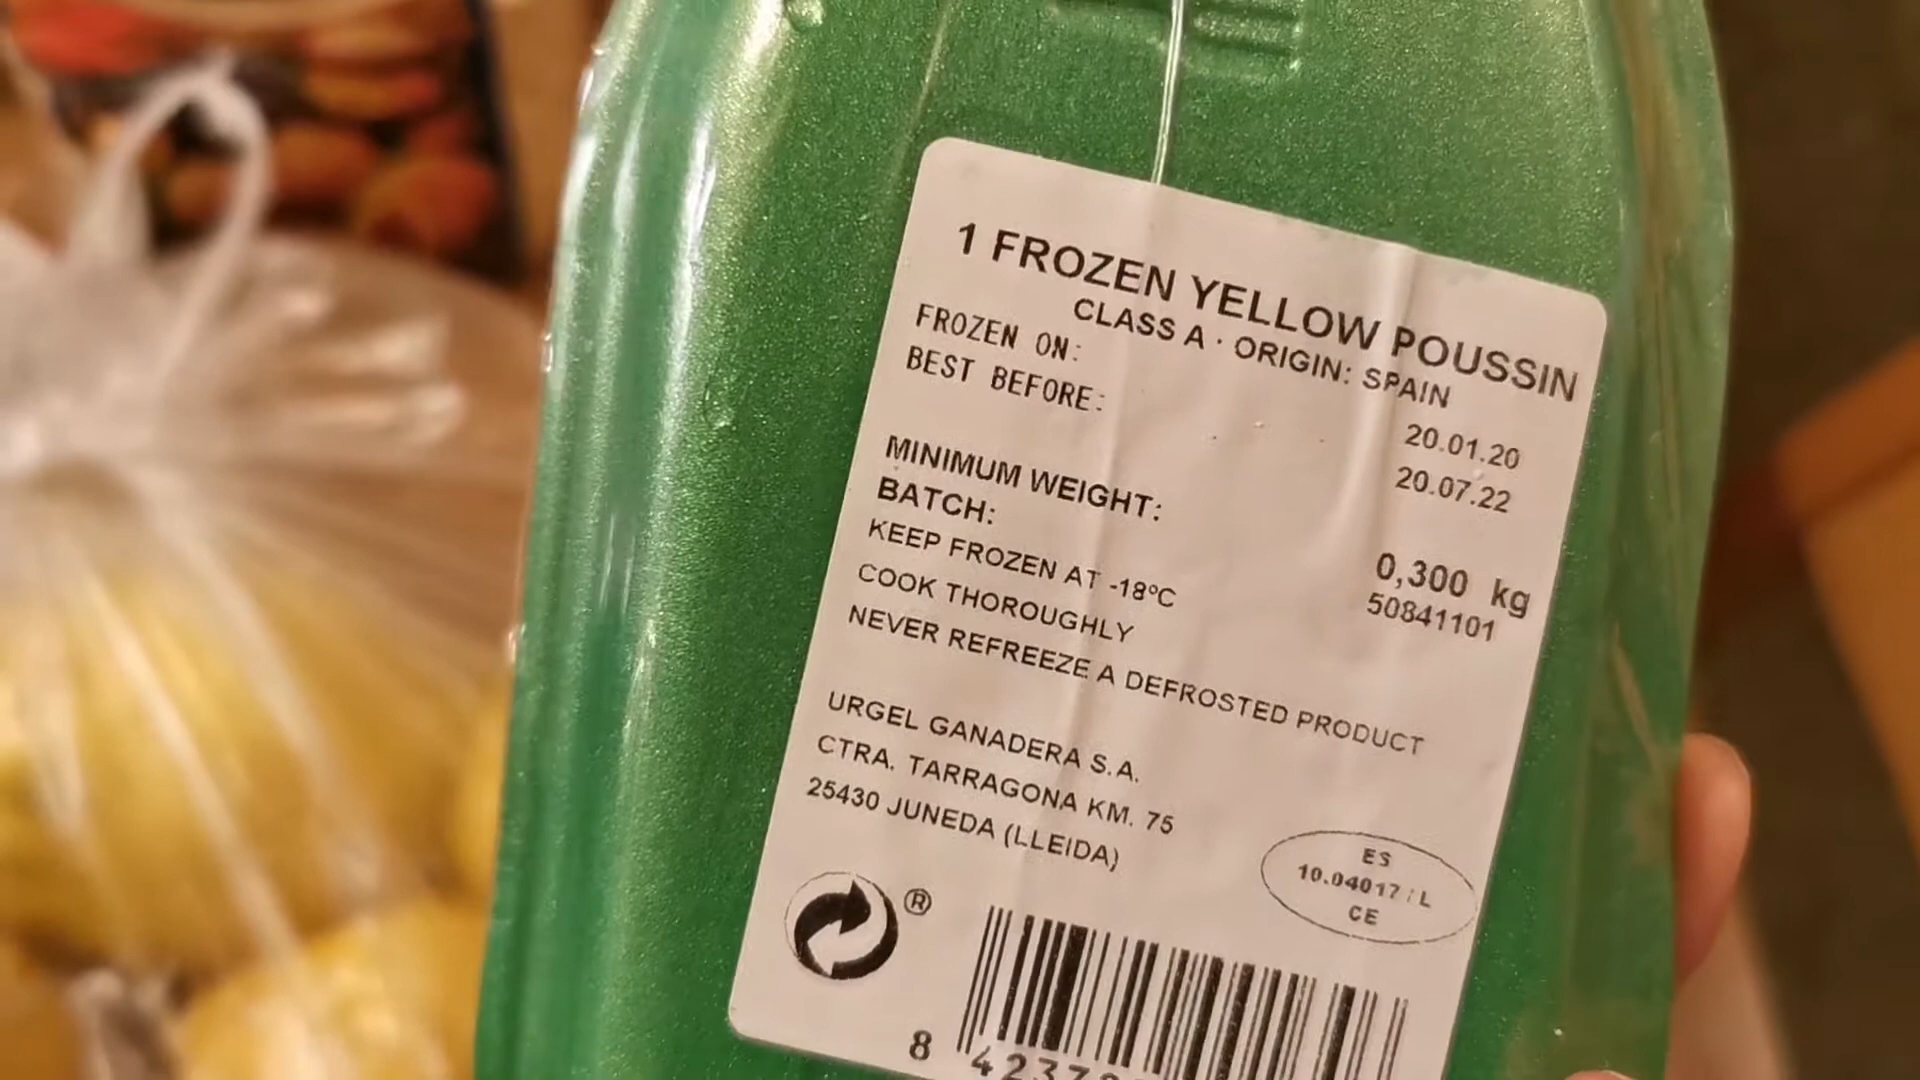 1 FROZEN YELLOW POUSSIN
CLASS A · ORIGIN: SPAIN
FROZEN ON: 20.01.20
BEST BEFORE: 20.07.22
MINIMUM WEIGHT: 0,300 kg
BATCH: 50841101
KEEP FROZEN AT -18ºC
COOK THOROUGHLY
NEVER REFREEZE A DEFROSTED PRODUCT
URGEL GANADERA S.A.
CTRA. TARRAGONA KM. 75
25430 JUNEDA (LLEIDA)
®
ES
10.04017/L
CE
8 4237